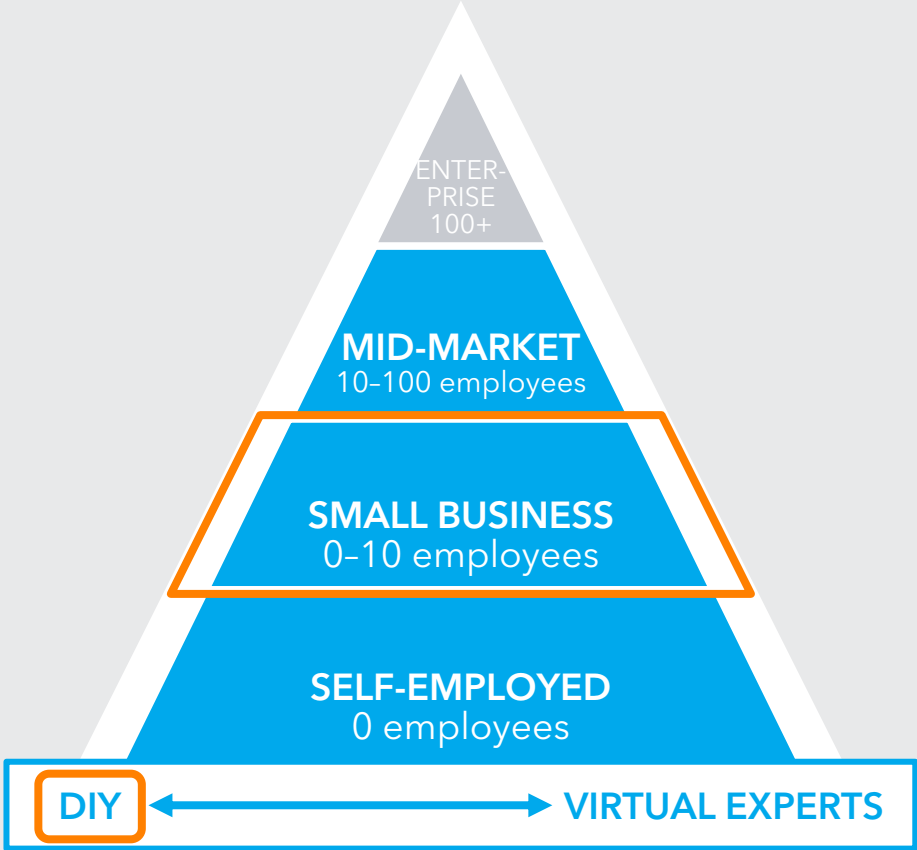 ENTER-
PRISE
100+
MID-MARKET
10–100 employees
SMALL BUSINESS
0–10 employees
SELF-EMPLOYED
0 employees
DIY
VIRTUAL EXPERTS